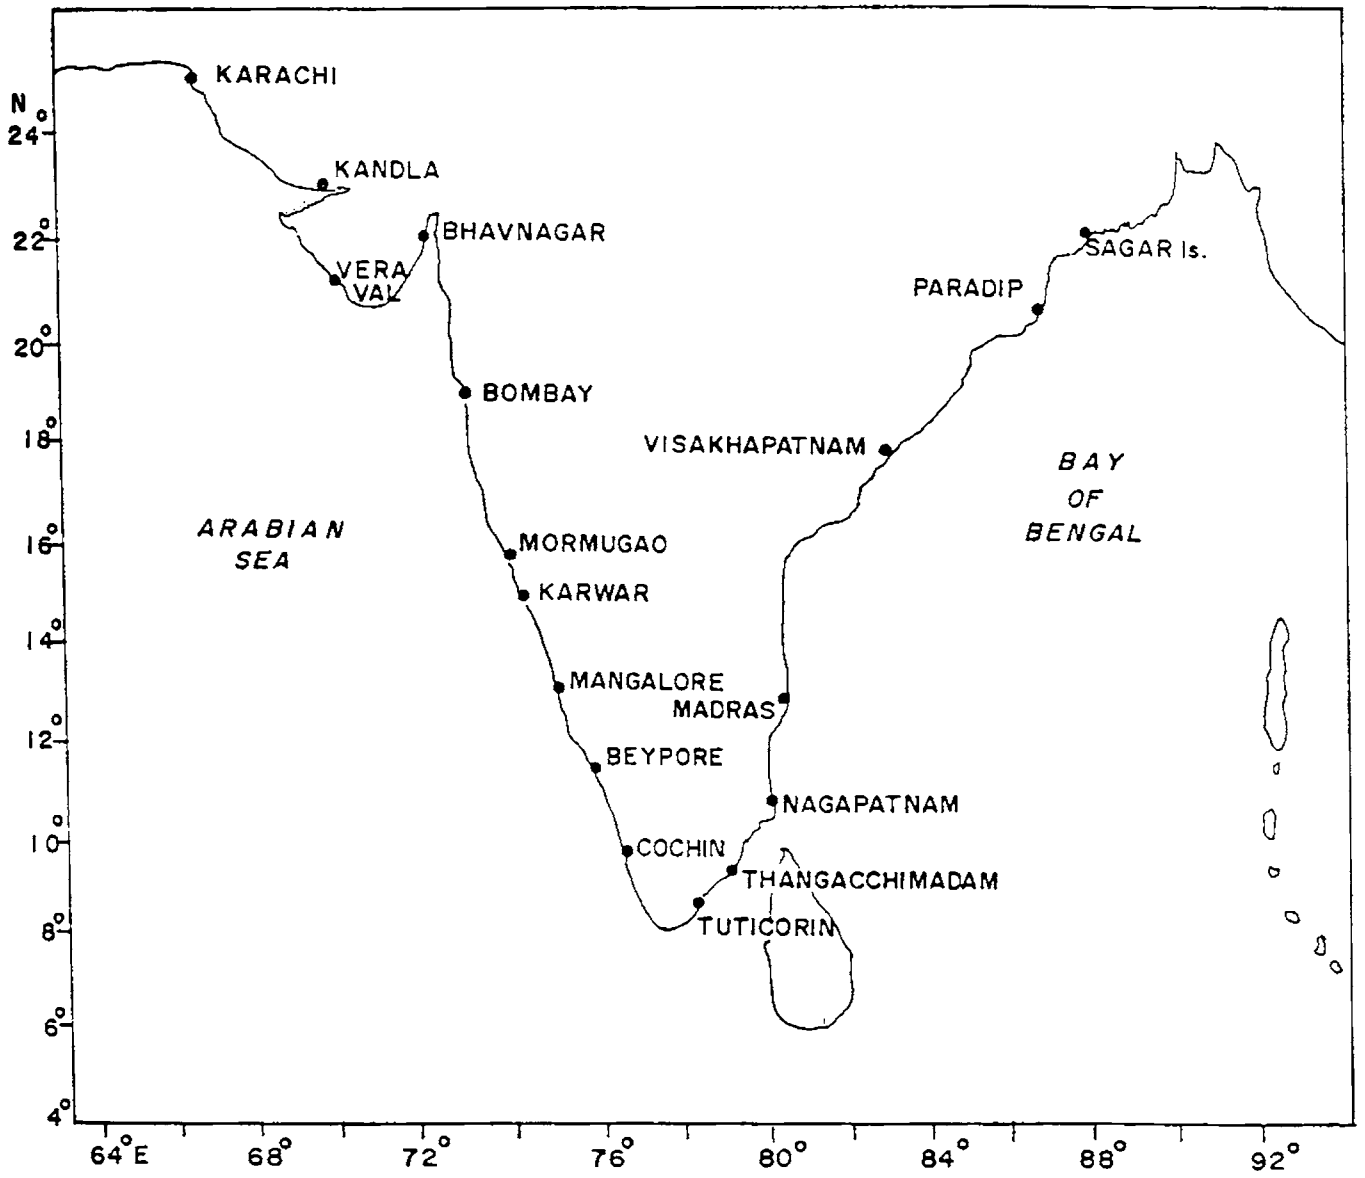 KARACHI
N
24°
KANDLA
22°
BHAVNAGAR
SAGAR Is.
VERA
VAL
PARADIP
20°
BOMBAY
18°
VISAKHAPATNAM
BAY
OF
BENGAL
ARABIAN
SEA
16°
MORMUGAO
KARWAR
14°
MANGALORE
MADRAS
12°
BEYPORE
NAGAPATNAM
10°
COCHIN
THANGACCHIMADAM
8°
TUTICORIN
6°
4°
64°E 68° 72° 76° 80° 84° 88° 92°